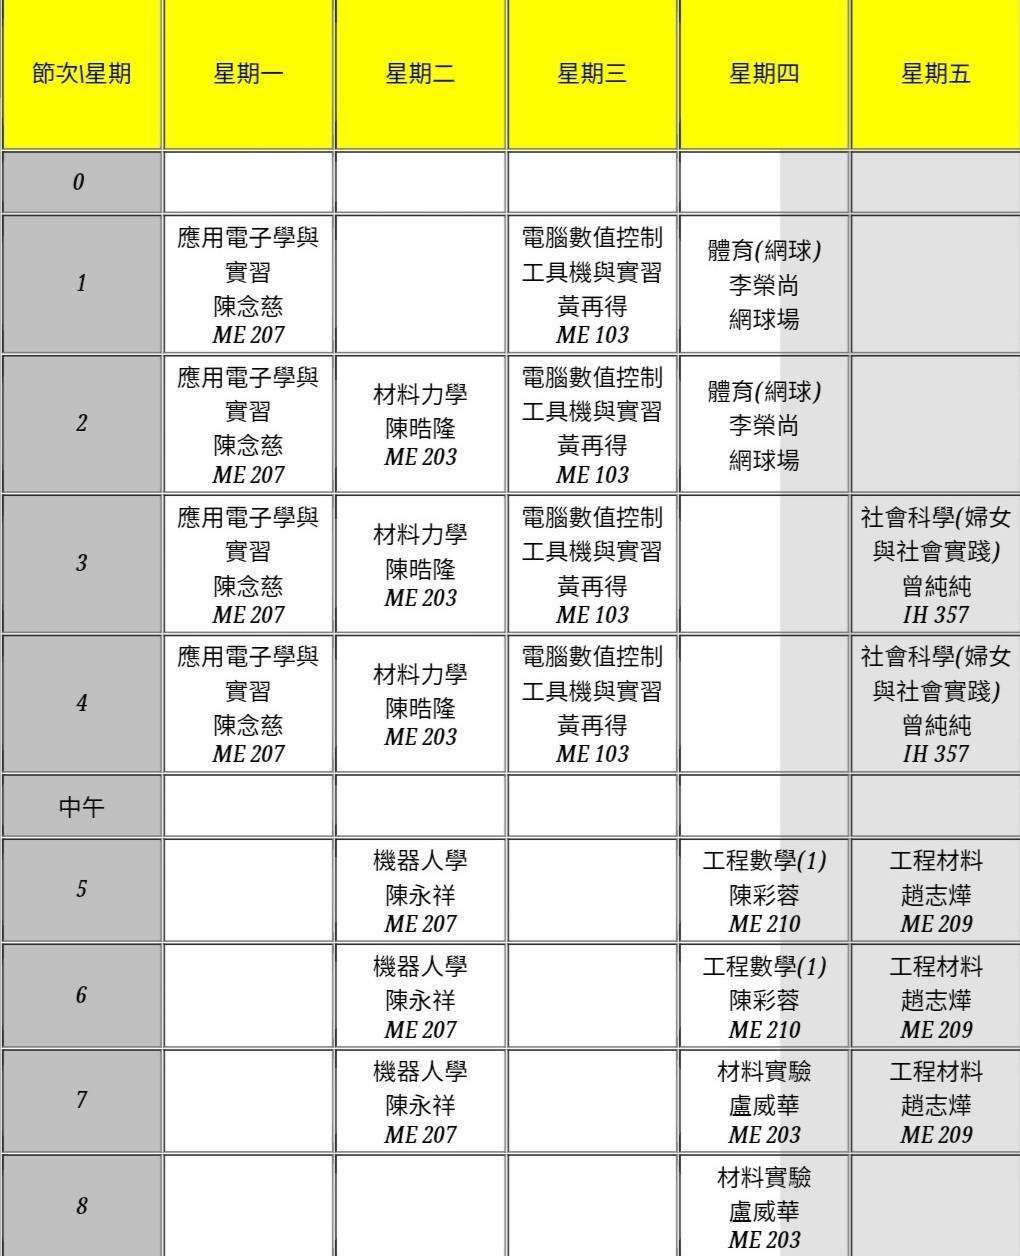 節次\星期 星期一 星期二 星期三 星期四 星期五
0
1
應用電子學與
實習
陳念慈
ME 207
電腦數值控制
工具機與實習
黃再得
ME 103
體育(網球)
李榮尚
網球場
2
應用電子學與
實習
陳念慈
ME 207
材料力學
陳晧隆
ME 203
電腦數值控制
工具機與實習
黃再得
ME 103
體育(網球)
李榮尚
網球場
3
應用電子學與
實習
陳念慈
ME 207
材料力學
陳晧隆
ME 203
電腦數值控制
工具機與實習
黃再得
ME 103
社會科學(婦女
與社會實踐)
曾純純
IH 357
4
應用電子學與
實習
陳念慈
ME 207
材料力學
陳晧隆
ME 203
電腦數值控制
工具機與實習
黃再得
ME 103
社會科學(婦女
與社會實踐)
曾純純
IH 357
中午
5
機器人學
陳永祥
ME 207
工程數學(1)
陳彩蓉
ME 210
工程材料
趙志燁
ME 209
6
機器人學
陳永祥
ME 207
工程數學(1)
陳彩蓉
ME 210
工程材料
趙志燁
ME 209
7
機器人學
陳永祥
ME 207
材料實驗
盧威華
ME 203
工程材料
趙志燁
ME 209
8
材料實驗
盧威華
ME 203